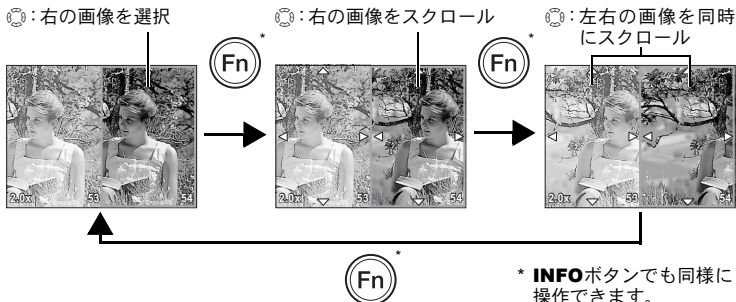 ：右の画像を選択
：右の画像をスクロール
：左右の画像を同時
にスクロール
Fn*
Fn*
2.0x 53 54
2.0x 53 54
2.0x 53 54
Fn*
* INFOボタンでも同様に
操作できます。